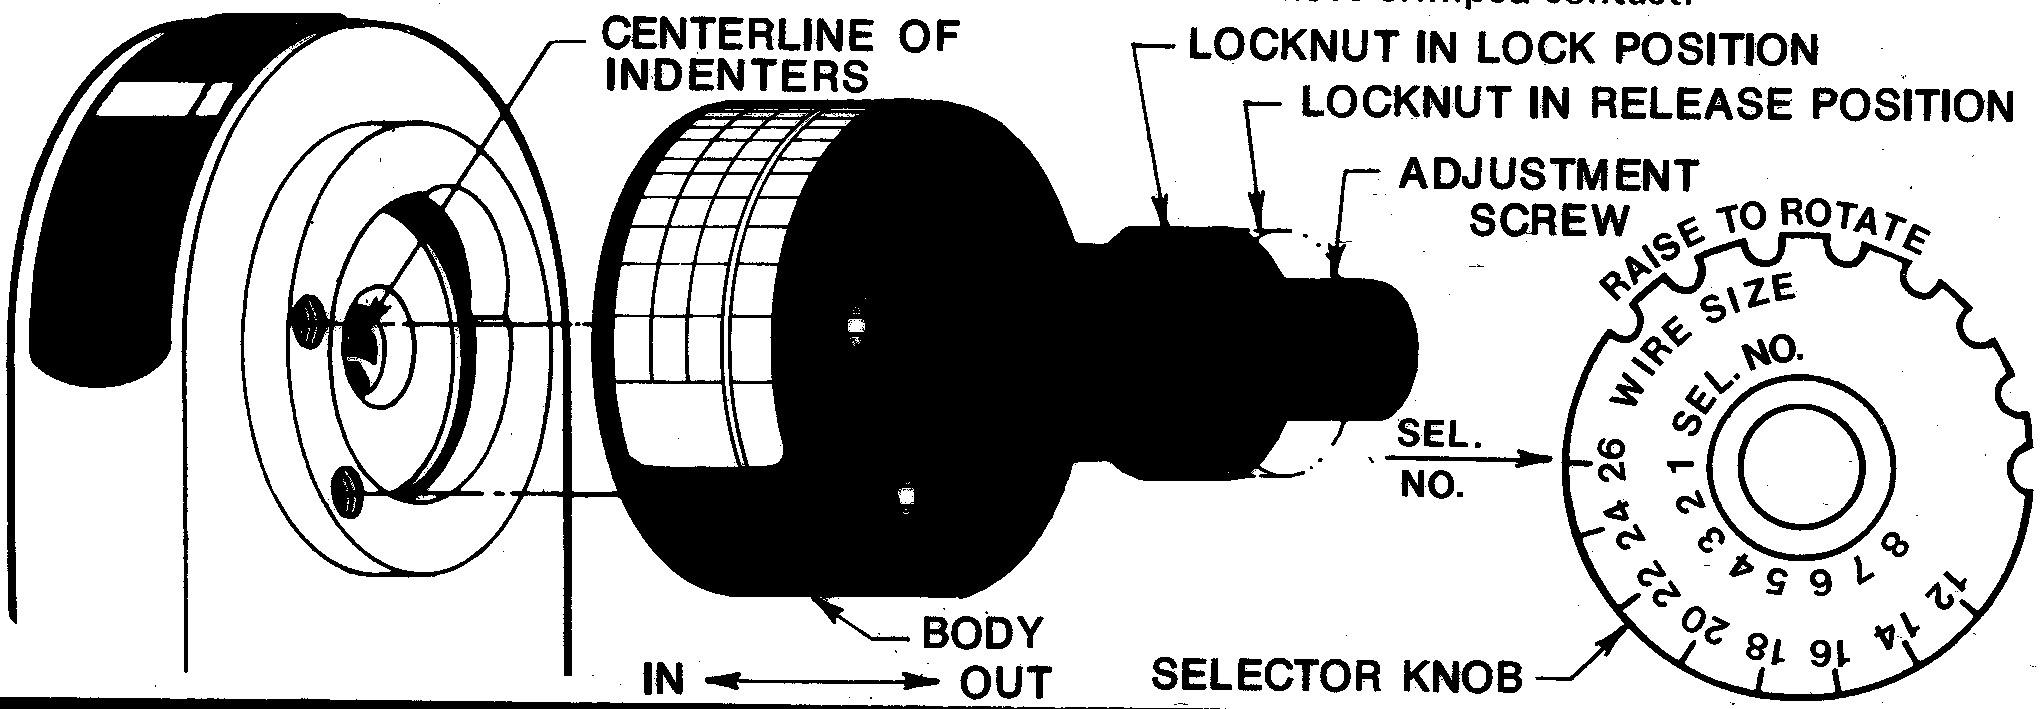 crimped contact.
CENTERLINE OF
INDENTERS
LOCKNUT IN LOCK POSITION
LOCKNUT IN RELEASE POSITION
ADJUSTMENT
SCREW
RAISE TO ROTATE
WIRE SIZE
SEL. NO.
26 24 22 20 18 16 14 12
1 2 3 4 5 6 7 8
SEL.
NO.
BODY
IN OUT
SELECTOR KNOB